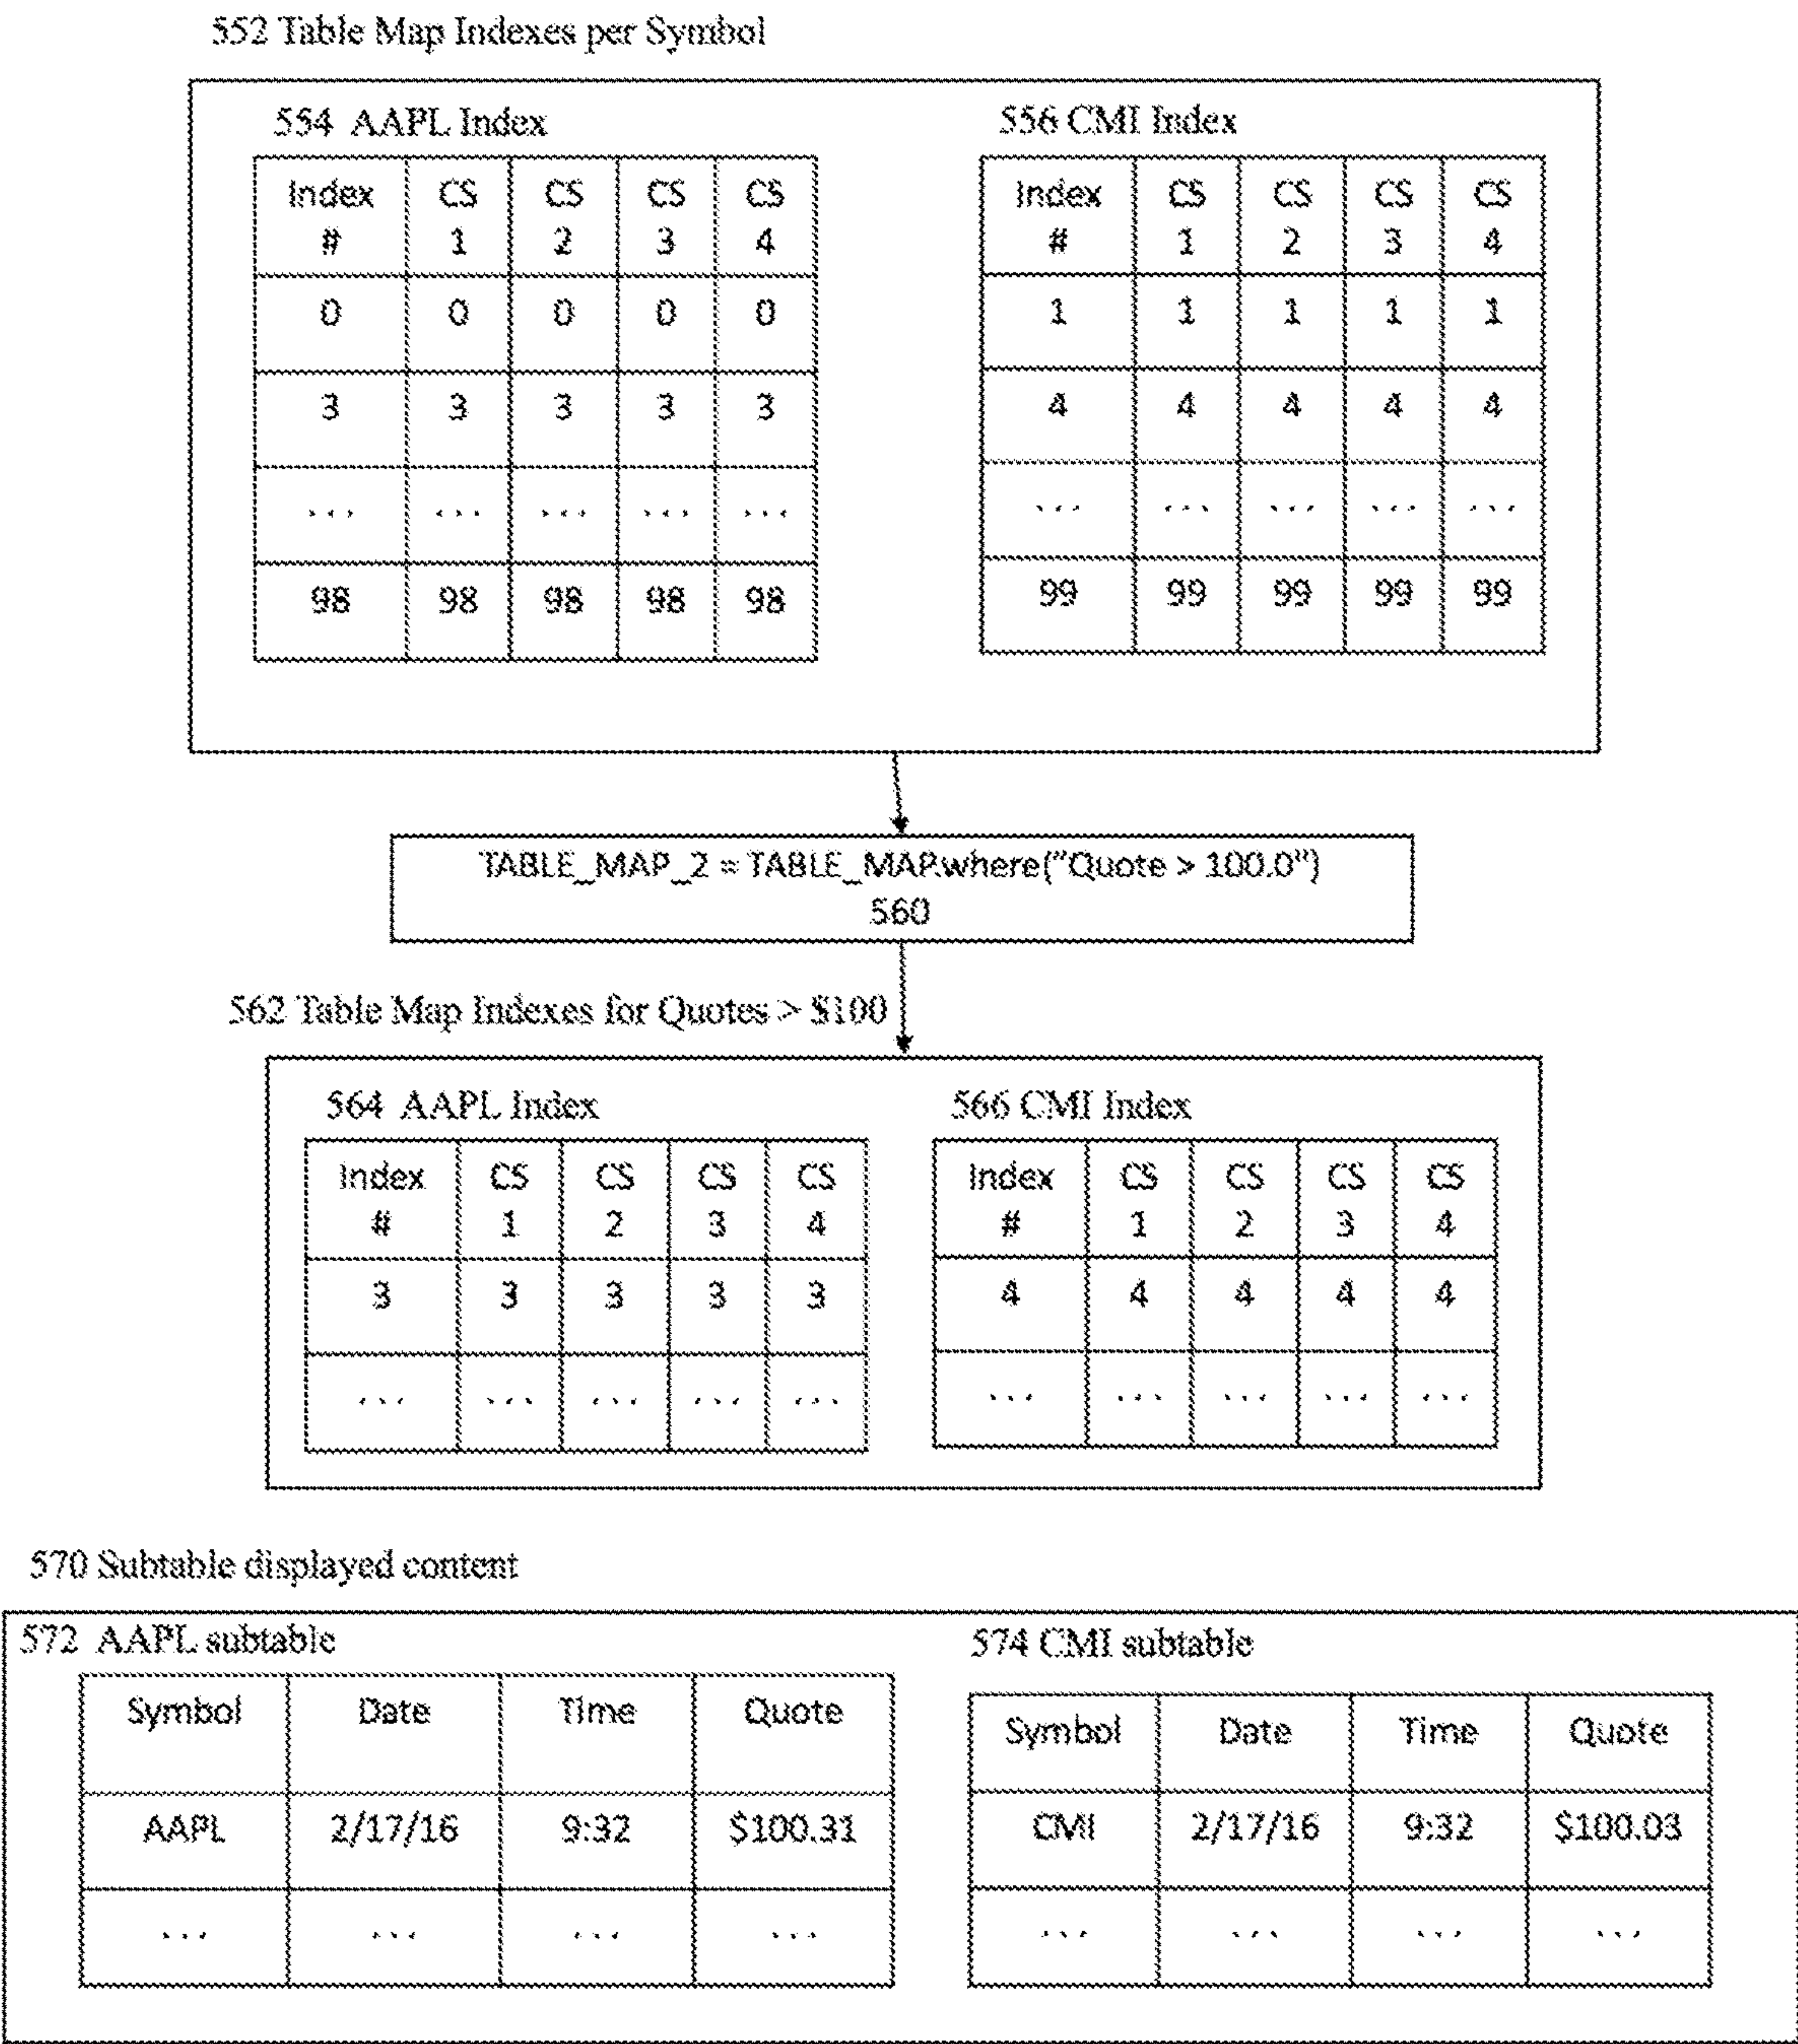 552 Table Map Indexes per Symbol
554 AAPL Index
Index # CS 1 CS 2 CS 3 CS 4
0 0 0 0 0
3 3 3 3 3
... ... ... ... ...
98 98 98 98 98
556 CMI Index
Index # CS 1 CS 2 CS 3 CS 4
1 1 1 1 1
4 4 4 4 4
... ... ... ... ...
99 99 99 99 99
TABLE_MAP_2 = TABLE_MAP.where("Quote > 100.0")
560
562 Table Map Indexes for Quotes > $100
564 AAPL Index
Index # CS 1 CS 2 CS 3 CS 4
3 3 3 3 3
... ... ... ... ...
566 CMI Index
Index # CS 1 CS 2 CS 3 CS 4
4 4 4 4 4
... ... ... ... ...
570 Subtable displayed content
572 AAPL subtable
Symbol Date Time Quote
AAPL 2/17/16 9:32 $100.31
... ... ... ...
574 CMI subtable
Symbol Date Time Quote
CMI 2/17/16 9:32 $100.03
... ... ... ...